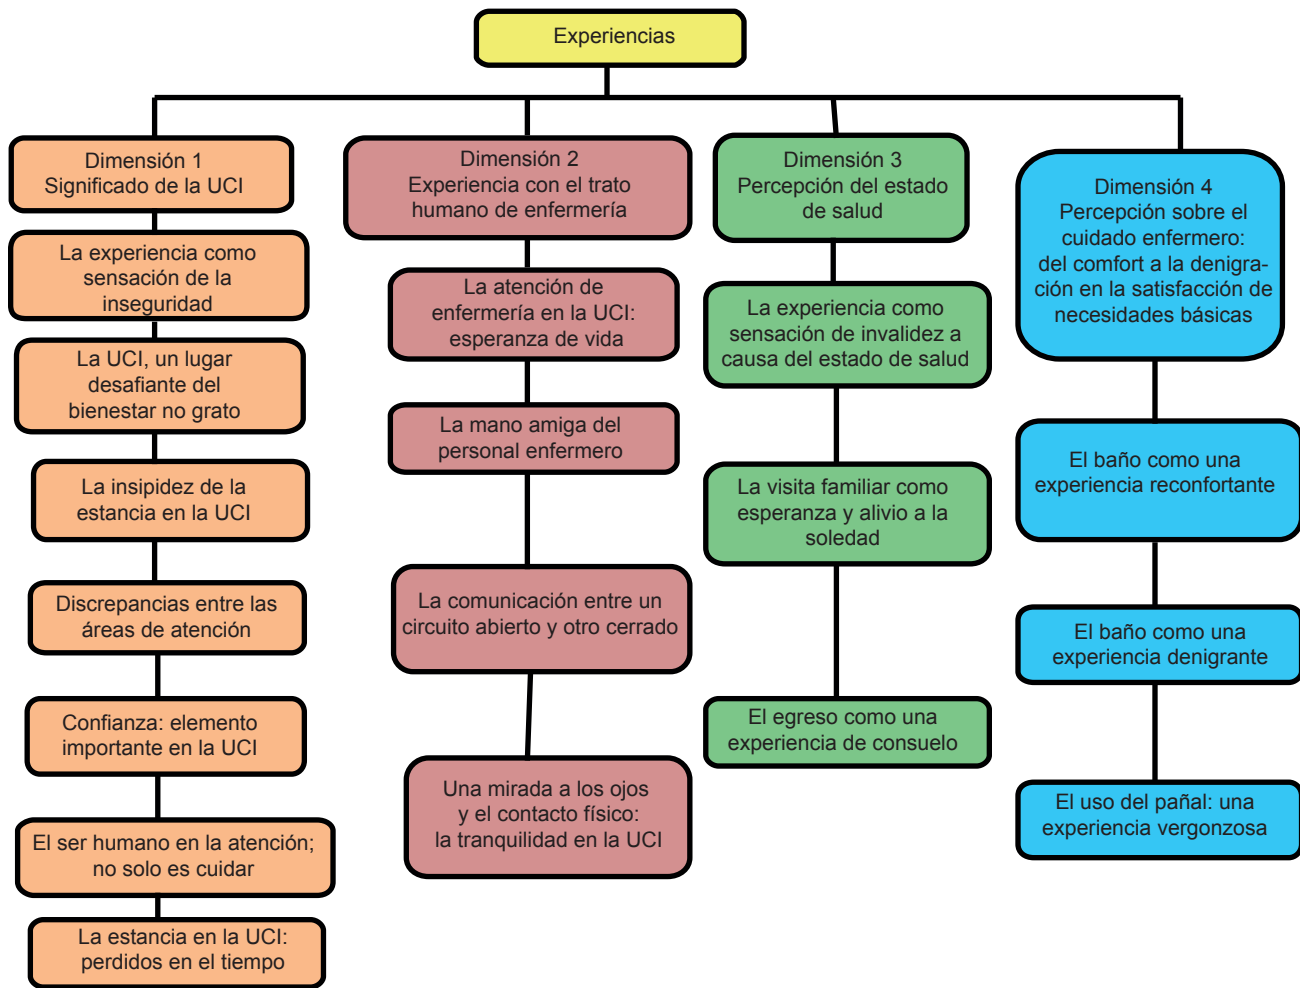 Experiencias
Dimensión 1
Significado de la UCI
La experiencia como
sensación de la
inseguridad
La UCI, un lugar
desafiante del
bienestar no grato
La insipidez de la
estancia en la UCI
Discrepancias entre las
áreas de atención
Confianza: elemento
importante en la UCI
El ser humano en la atención;
no solo es cuidar
La estancia en la UCI:
perdidos en el tiempo
Dimensión 2
Experiencia con el trato
humano de enfermería
La atención de
enfermería en la UCI:
esperanza de vida
La mano amiga del
personal enfermero
La comunicación entre un
circuito abierto y otro cerrado
Una mirada a los ojos
y el contacto físico:
la tranquilidad en la UCI
Dimensión 3
Percepción del estado
de salud
La experiencia como
sensación de invalidez a
causa del estado de salud
La visita familiar como
esperanza y alivio a la
soledad
El egreso como una
experiencia de consuelo
Dimensión 4
Percepción sobre el
cuidado enfermero:
del comfort a la denigra-
ción en la satisfacción de
necesidades básicas
El baño como una
experiencia reconfortante
El baño como una
experiencia denigrante
El uso del pañal: una
experiencia vergonzosa